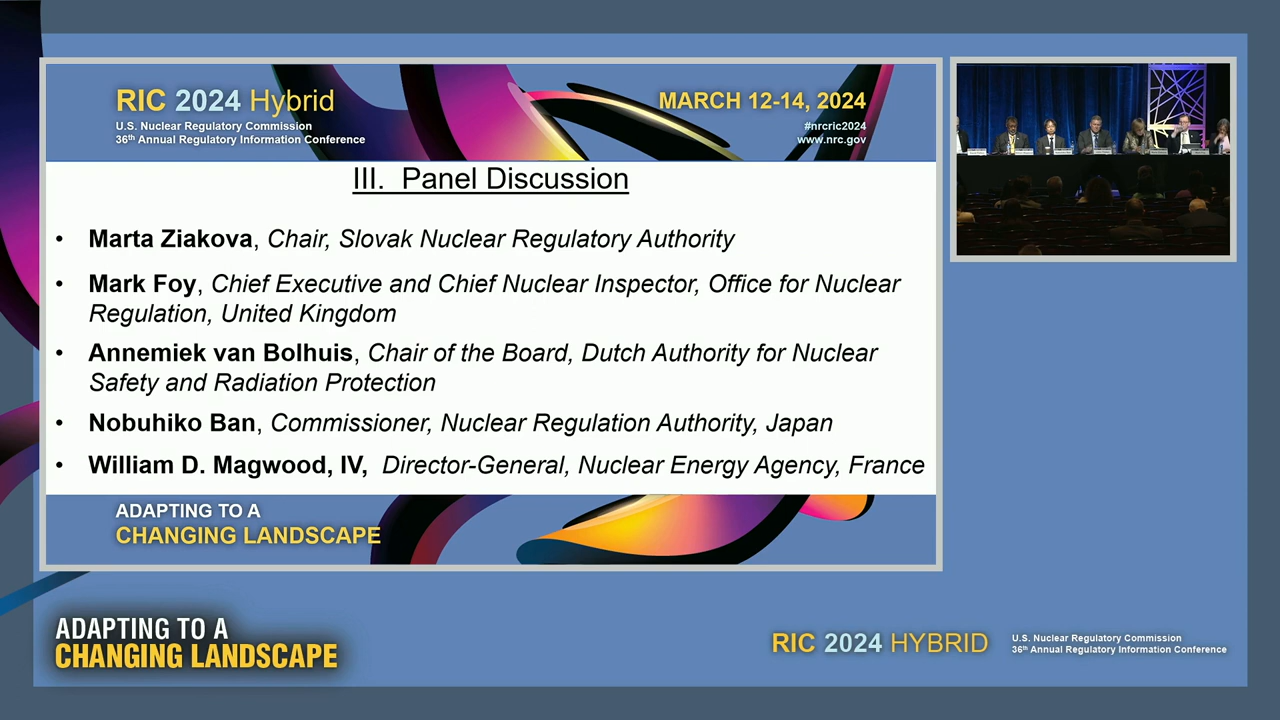 RIC 2024 Hybrid
U.S. Nuclear Regulatory Commission
36th Annual Regulatory Information Conference
MARCH 12-14, 2024
#nrcric2024
www.nrc.gov
III. Panel Discussion
• Marta Ziakova, Chair, Slovak Nuclear Regulatory Authority
• Mark Foy, Chief Executive and Chief Nuclear Inspector, Office for Nuclear
Regulation, United Kingdom
• Annemiek van Bolhuis, Chair of the Board, Dutch Authority for Nuclear
Safety and Radiation Protection
• Nobuhiko Ban, Commissioner, Nuclear Regulation Authority, Japan
• William D. Magwood, IV, Director-General, Nuclear Energy Agency, France
ADAPTING TO A
CHANGING LANDSCAPE
ADAPTING TO A
CHANGING LANDSCAPE
RIC 2024 HYBRID
U.S. Nuclear Regulatory Commission
36th Annual Regulatory Information Conference